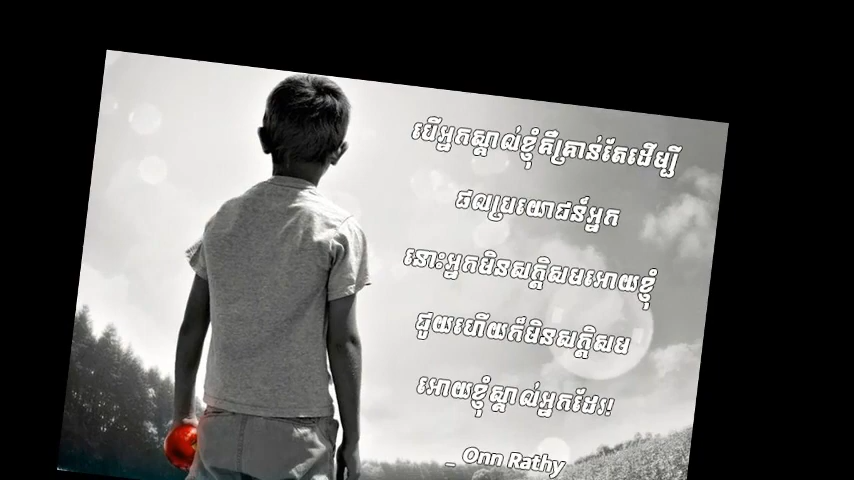 បើអ្នកស្គាល់ខ្ញុំគឺគ្រាន់តែដើម្បី
ផលប្រយោជន៍អ្នក
នោះអ្នកមិនសក្ដិសមអោយខ្ញុំ
ជួយហើយក៏មិនសក្ដិសម
អោយខ្ញុំស្គាល់អ្នកដែរ!
_ Onn Rathy